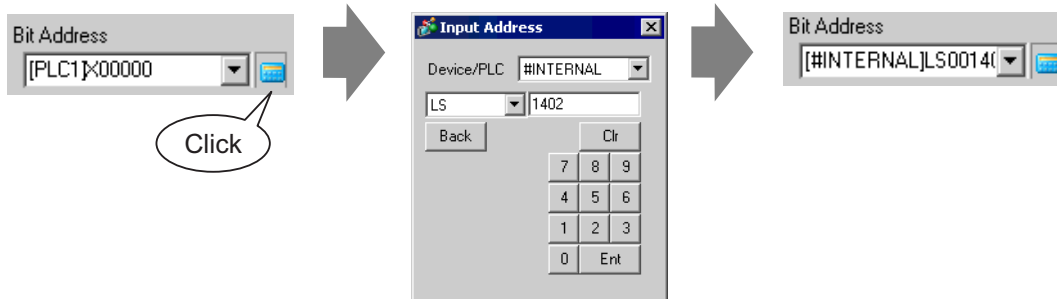 Bit Address
[PLC1]X00000
Click
Input Address
Device/PLC #INTERNAL
LS 1402
Back Clr
7 8 9
4 5 6
1 2 3
0 Ent
Bit Address
[#INTERNAL]LS00140